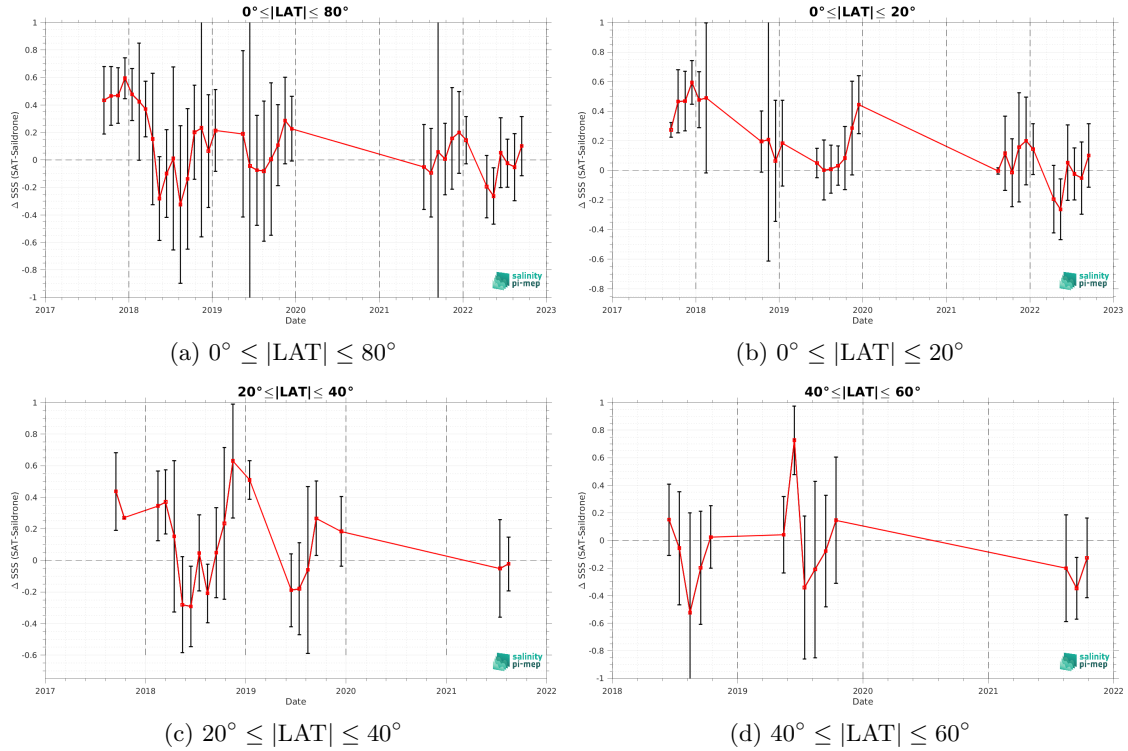 0°≤|LAT|≤ 80°
1
0.8
0.6
0.4
0.2
0
-0.2
-0.4
-0.6
-0.8
-1
Δ SSS (SAT-Saildrone)
2017
2018
2019
2020
2021
2022
2023
Date
salinity
pi-mep
(a) 0° ≤ |LAT| ≤ 80°
0°≤|LAT|≤ 20°
1
0.8
0.6
0.4
0.2
0
-0.2
-0.4
-0.6
-0.8
Δ SSS (SAT-Saildrone)
2017
2018
2019
2020
2021
2022
2023
Date
salinity
pi-mep
(b) 0° ≤ |LAT| ≤ 20°
20°≤|LAT|≤ 40°
1
0.8
0.6
0.4
0.2
0
-0.2
-0.4
-0.6
Δ SSS (SAT-Saildrone)
2017
2018
2019
2020
2021
2022
Date
salinity
pi-mep
(c) 20° ≤ |LAT| ≤ 40°
40°≤|LAT|≤ 60°
1
0.8
0.6
0.4
0.2
0
-0.2
-0.4
-0.6
-0.8
-1
Δ SSS (SAT-Saildrone)
2018
2019
2020
2021
2022
Date
salinity
pi-mep
(d) 40° ≤ |LAT| ≤ 60°